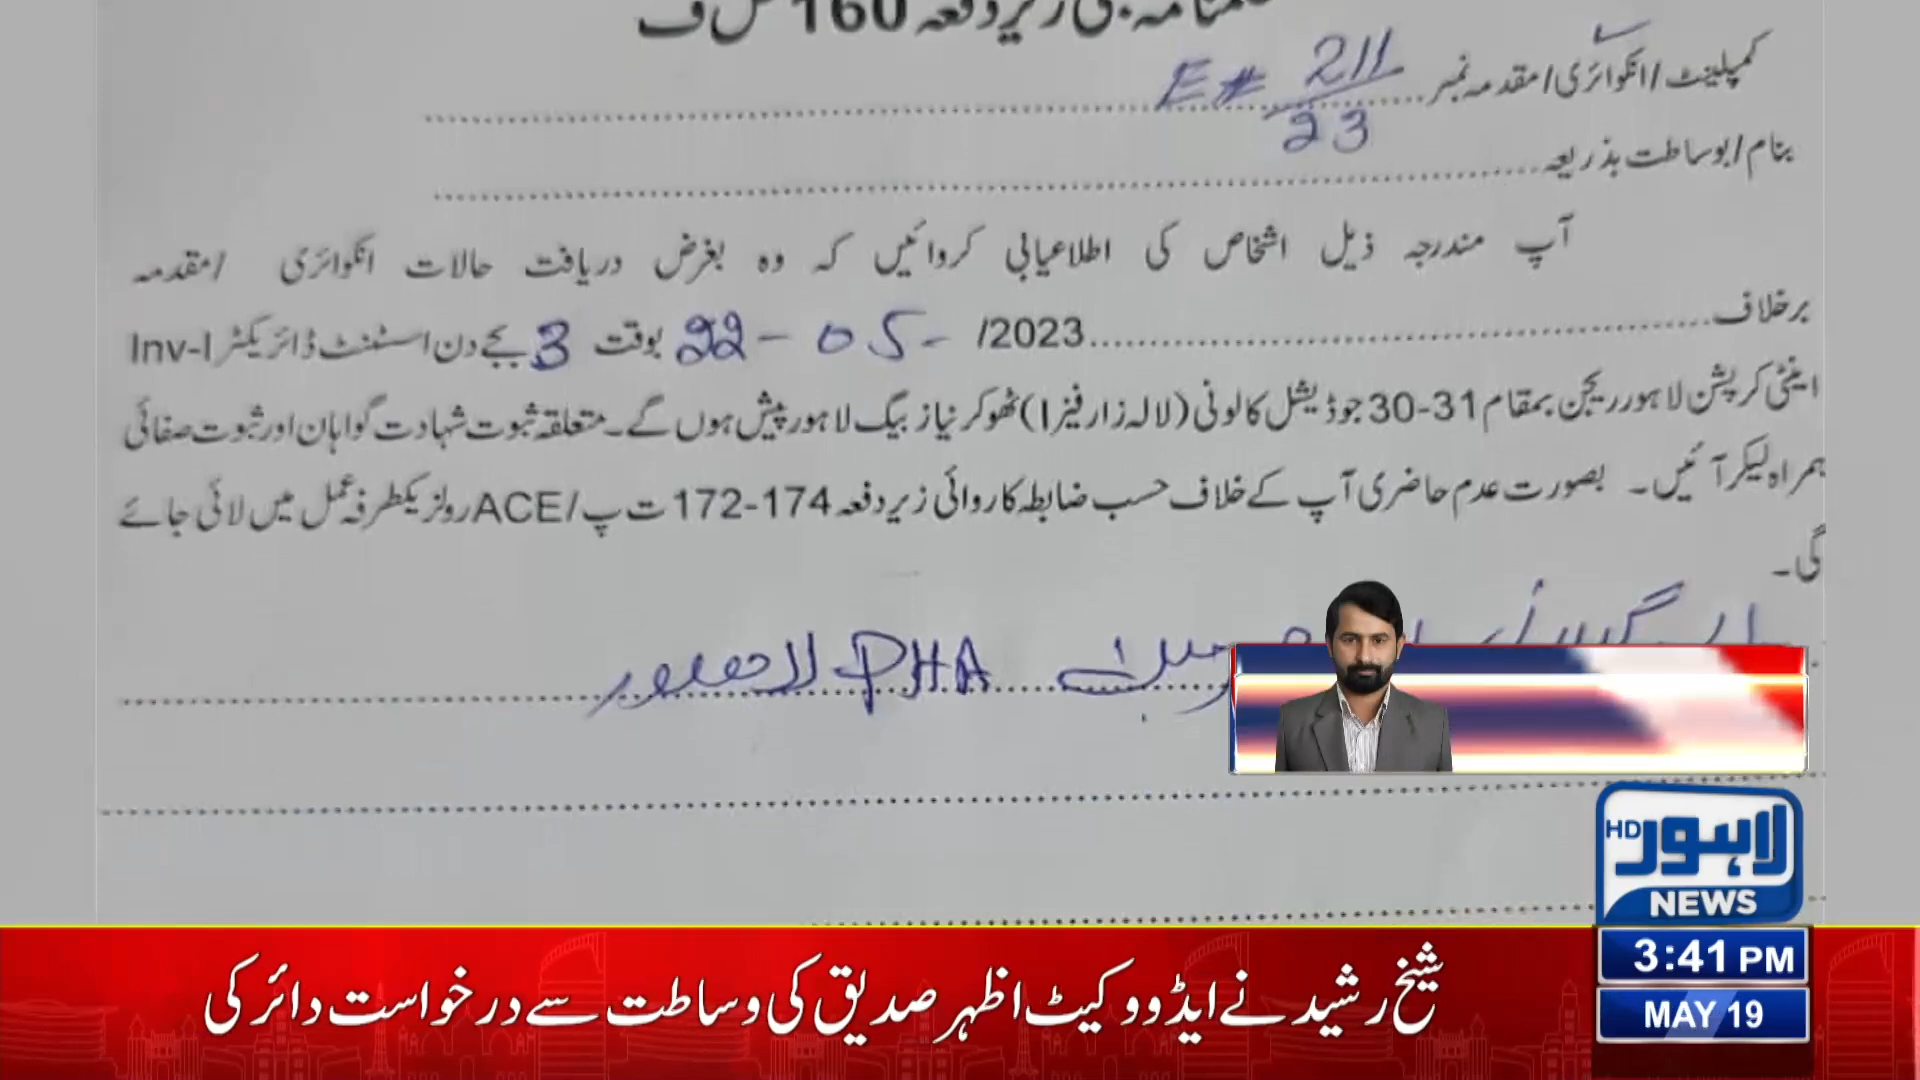 زیر دفعہ 160
کمپلینٹ/انکوائری/مقدمہ نمبر E# 211/23
بنام/بوساطت بذریعہ
آپ مندرجہ ذیل اشخاص کی اطلاعیابی کروائیں کہ وہ بغرض دریافت حالات انکوائری /مقدمہ
برخلاف /2023 22-05- بوقت 3 بجے دن اسسٹنٹ ڈائریکٹر Inv-I
اینٹی کرپشن لاہور ریجن بمقام 31-30 جوڈیشل کالونی (لالہ زار فیز I) ٹھوکر نیاز بیگ لاہور پیش ہوں گے۔ متعلقہ ثبوت شہادت گواہان اور ثبوت صفائی
ہمراہ لیکر آئیں۔ بصورت عدم حاضری آپ کے خلاف حسب ضابطہ کاروائی زیر دفعہ 174-172 ت پ/ACE رولز یکطرفہ عمل میں لائی جائے
گی۔
PHA لاھور
HD لاہور
NEWS
3:41 PM
MAY 19
شیخ رشید نے ایڈووکیٹ اظہر صدیق کی وساطت سے درخواست دائر کی